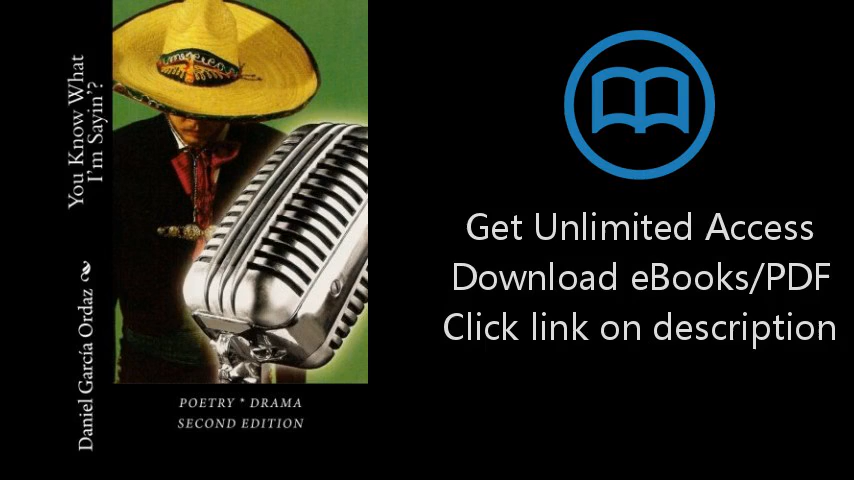 You Know What
I'm Sayin'?
Daniel García Ordaz
POETRY * DRAMA
SECOND EDITION
Get Unlimited Access
Download eBooks/PDF
Click link on description